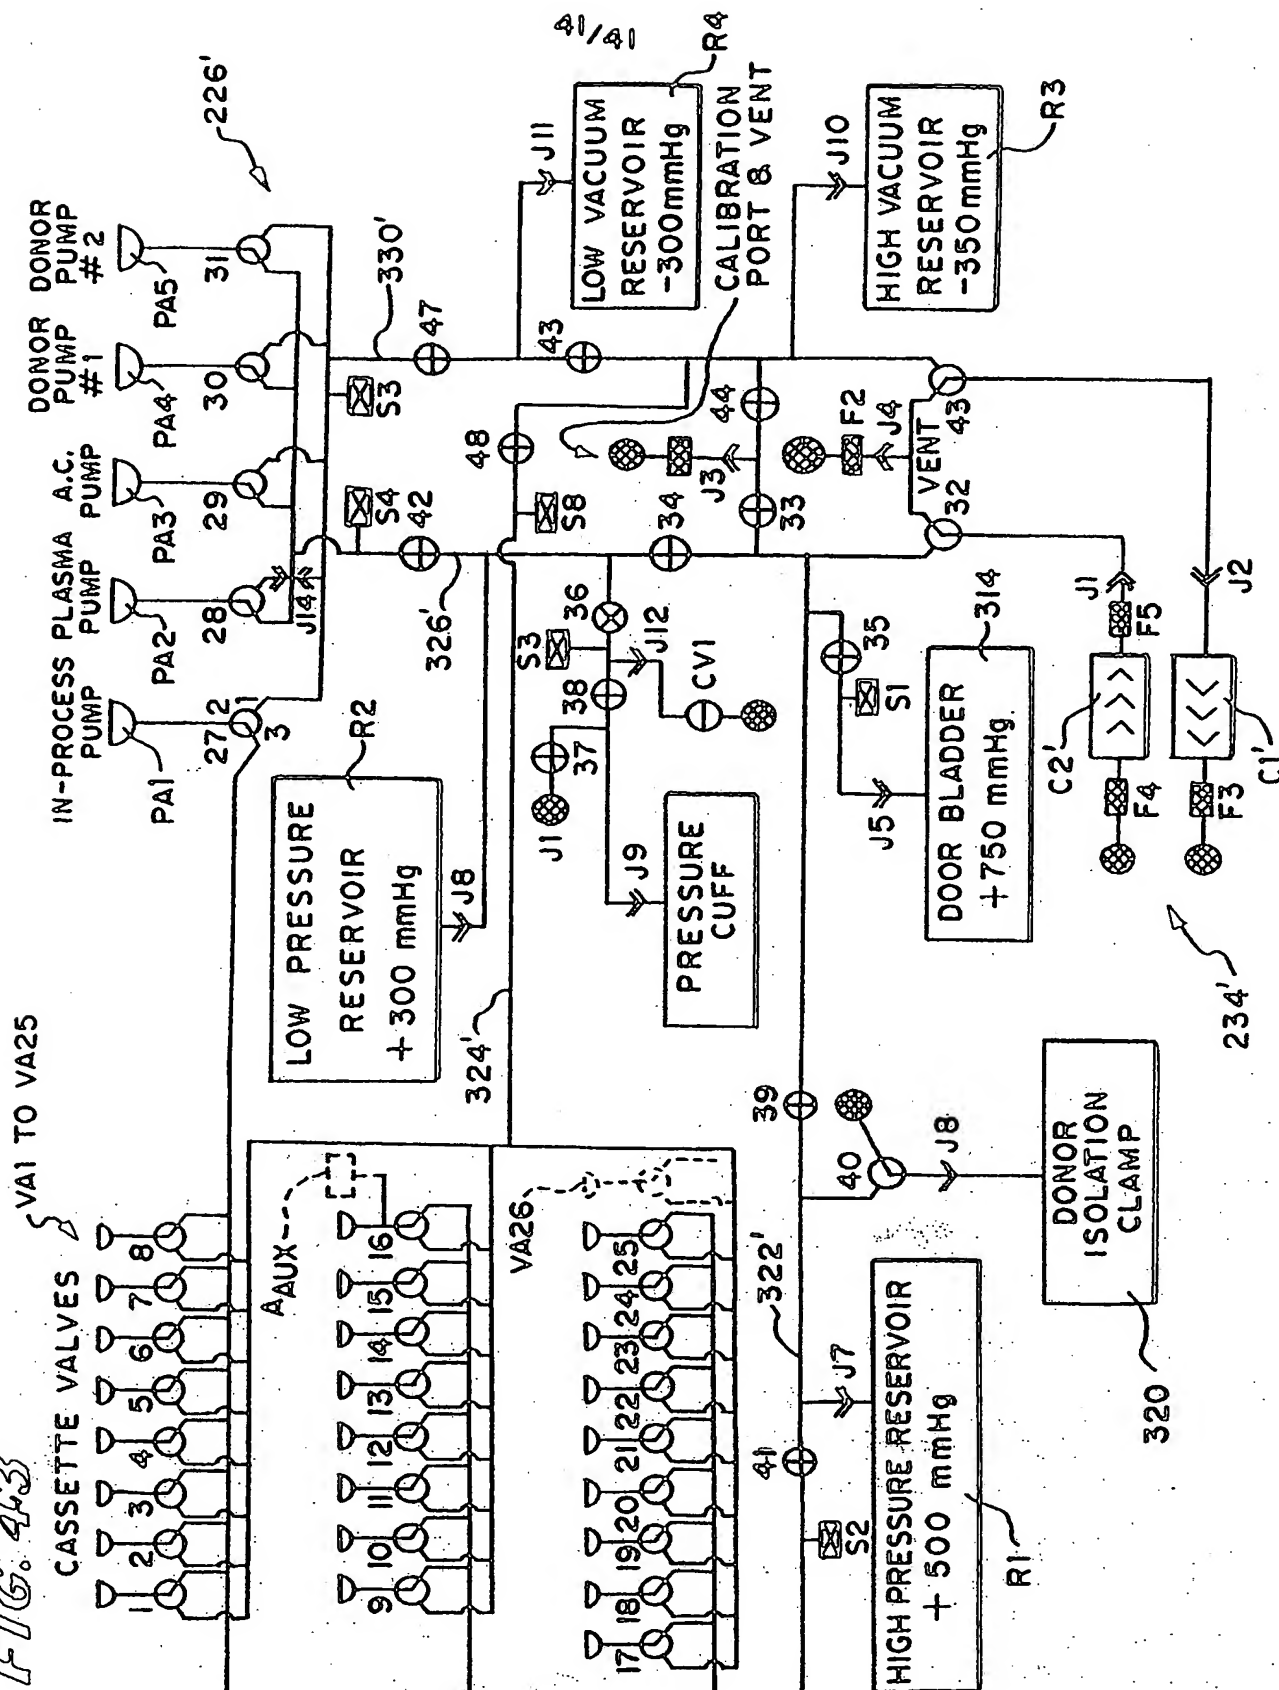 41/41
FIG. 43
CASSETTE VALVES
VA1 TO VA25
1
2
3
4
5
6
7
8
IN-PROCESS
PUMP
PLASMA
PUMP
A.C.
PUMP
DONOR
PUMP
#1
DONOR
PUMP
#2
226'
PA1
PA2
PA3
PA4
PA5
27
2
1
3
28
29
30
31
J14
AAUX
9
10
11
12
13
14
15
16
VA26
17
18
19
20
21
22
23
24
25
LOW PRESSURE
RESERVOIR
+ 300 mmHg
R2
J8
324'
326'
S4
42
S3
47
330'
48
S8
J11
LOW VACUUM
RESERVOIR
-300mmHg
R4
43
CALIBRATION
PORT & VENT
J3
44
33
34
36
S3
38
37
J1
J12
CV1
J9
PRESSURE
CUFF
J10
HIGH VACUUM
RESERVOIR
-350mmHg
R3
F2
J4
VENT
32
43
35
S1
J5
DOOR BLADDER
+750 mmHg
314
J1
F5
C2'
F4
J2
C1'
F3
234'
39
40
J8
DONOR
ISOLATION
CLAMP
320
322'
J7
41
S2
HIGH PRESSURE RESERVOIR
+ 500 mmHg
R1